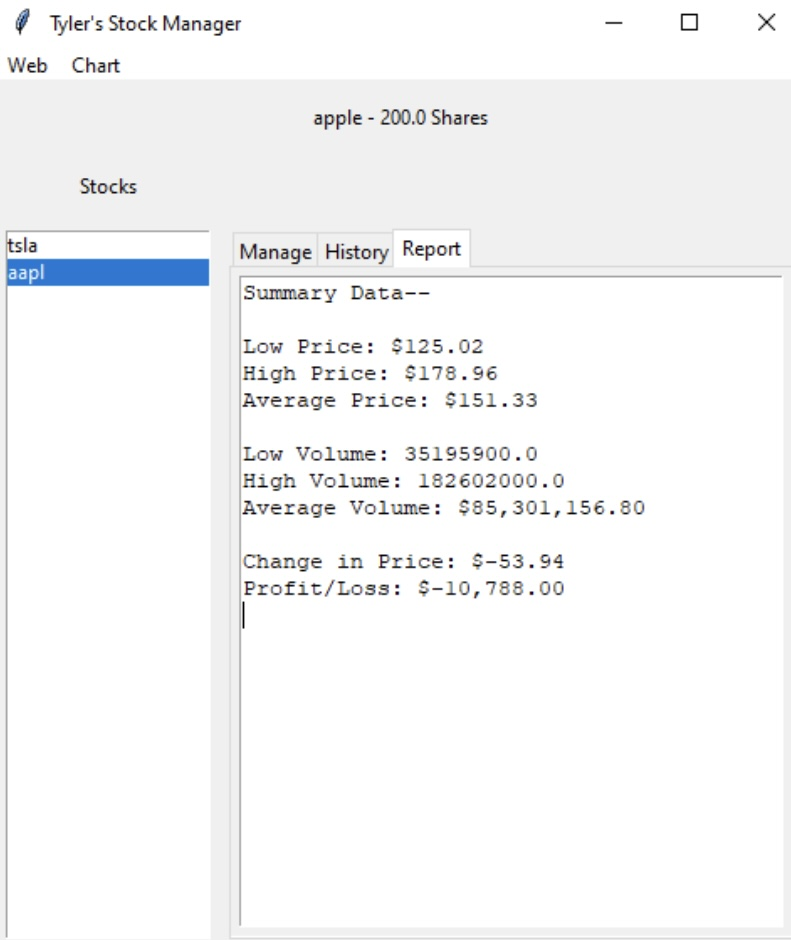 Tyler's Stock Manager
Web Chart
apple - 200.0 Shares
Stocks
tsla
aapl
Manage History Report
Summary Data--
Low Price: $125.02
High Price: $178.96
Average Price: $151.33
Low Volume: 35195900.0
High Volume: 182602000.0
Average Volume: $85,301,156.80
Change in Price: $-53.94
Profit/Loss: $-10,788.00